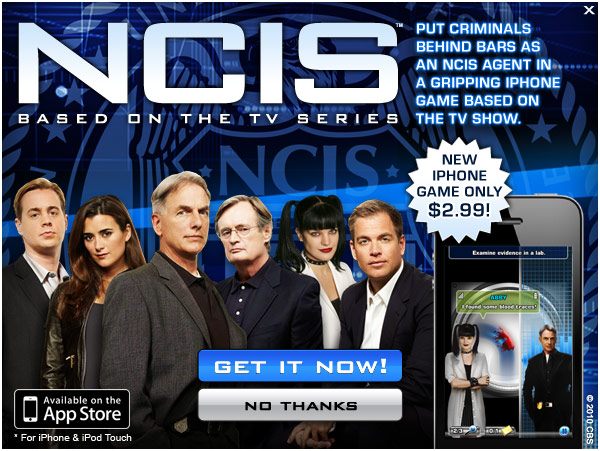 X
NCIS™
BASED ON THE TV SERIES
PUT CRIMINALS
BEHIND BARS AS
AN NCIS AGENT IN
A GRIPPING IPHONE
GAME BASED ON
THE TV SHOW.
NCIS
NEW
IPHONE
GAME ONLY
$2.99!
Examine evidence in a lab.
ABBY
I found some blood traces!
GET IT NOW!
NO THANKS
Available on the
App Store
* For iPhone & iPod Touch
© 2010 CBS